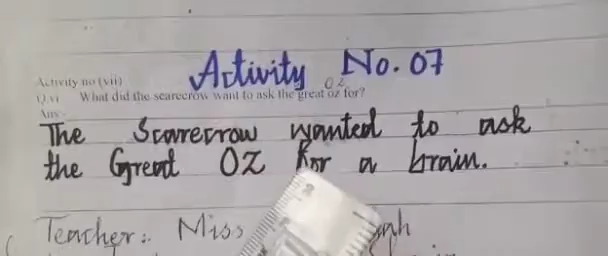 Activity No. 07
Activity no (vii)
Q.vi What did the scarecrow want to ask the great oz for?
Ans:-
The Scarecrow wanted to ask
the Great OZ for a brain.
Teacher:. Miss